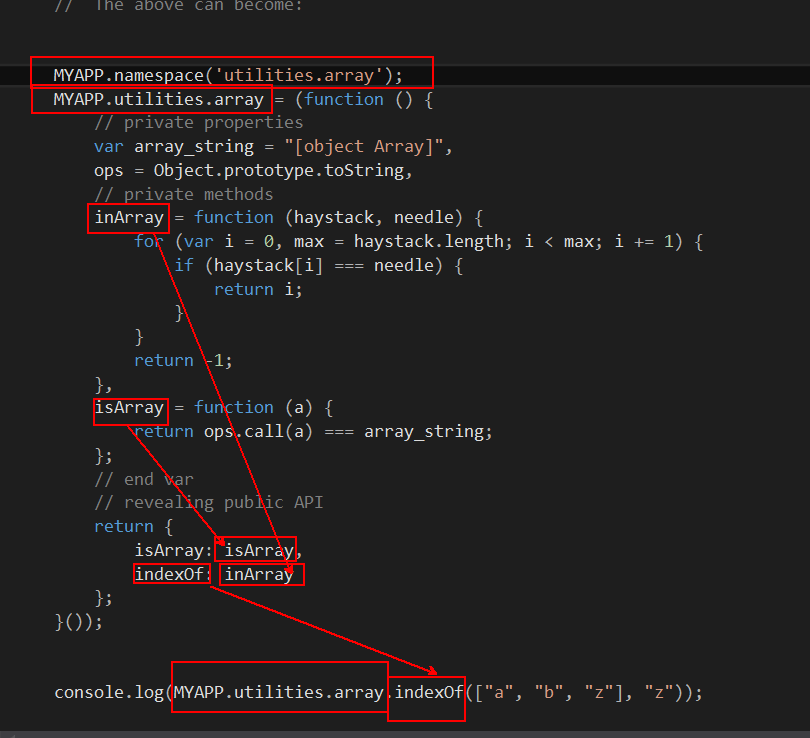 //  The above can become:
MYAPP.namespace('utilities.array');
MYAPP.utilities.array = (function () {
// private properties
var array_string = "[object Array]",
ops = Object.prototype.toString,
// private methods
inArray = function (haystack, needle) {
for (var i = 0, max = haystack.length; i < max; i += 1) {
if (haystack[i] === needle) {
return i;
}
}
return -1;
},
isArray = function (a) {
return ops.call(a) === array_string;
};
// end var
// revealing public API
return {
isArray: isArray,
indexOf: inArray
};
}());
console.log(MYAPP.utilities.array.indexOf(["a", "b", "z"], "z"));